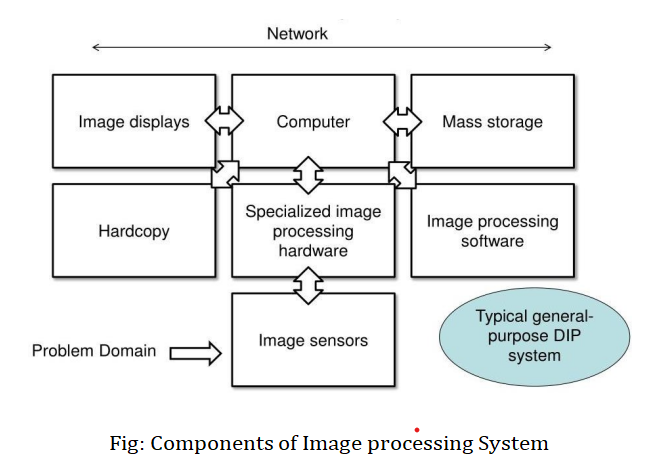 Network
Image displays
Computer
Mass storage
Hardcopy
Specialized image
processing
hardware
Image processing
software
Image sensors
Typical general-
purpose DIP
system
Problem Domain
Fig: Components of Image processing System